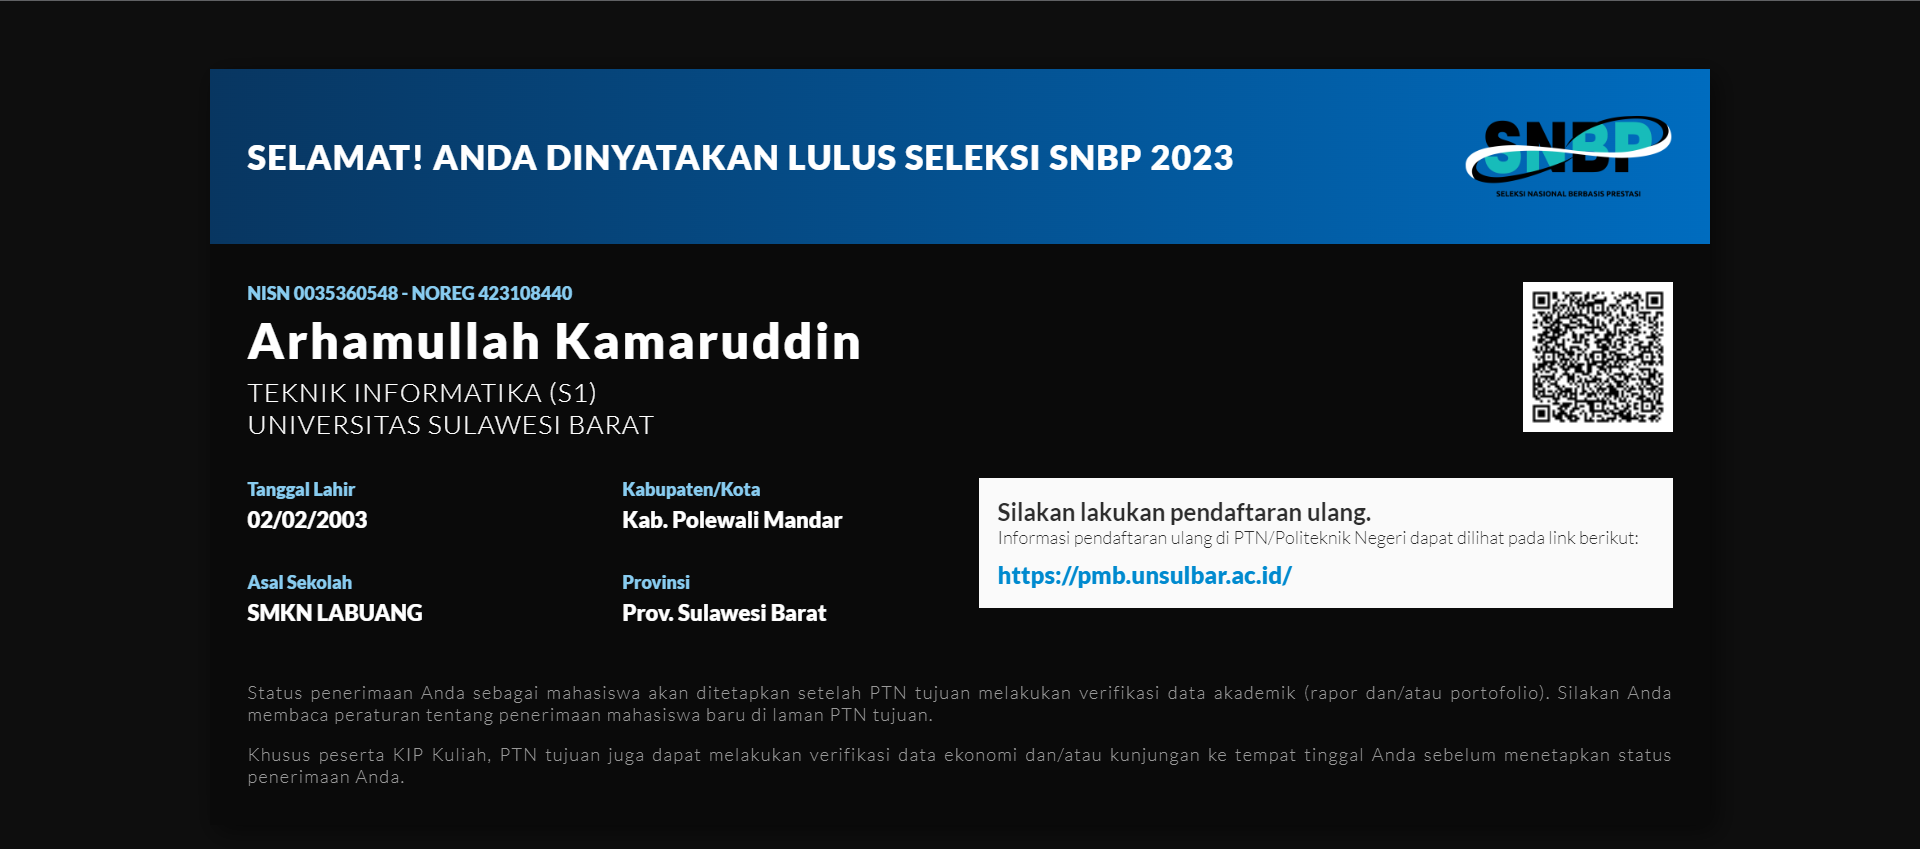 SELAMAT! ANDA DINYATAKAN LULUS SELEKSI SNBP 2023
SNBP
SELEKSI NASIONAL BERBASIS PRESTASI
NISN 0035360548 - NOREG 423108440
Arhamullah Kamaruddin
TEKNIK INFORMATIKA (S1)
UNIVERSITAS SULAWESI BARAT
Tanggal Lahir
02/02/2003
Kabupaten/Kota
Kab. Polewali Mandar
Asal Sekolah
SMKN LABUANG
Provinsi
Prov. Sulawesi Barat
Silakan lakukan pendaftaran ulang.
Informasi pendaftaran ulang di PTN/Politeknik Negeri dapat dilihat pada link berikut:
https://pmb.unsulbar.ac.id/
Status penerimaan Anda sebagai mahasiswa akan ditetapkan setelah PTN tujuan melakukan verifikasi data akademik (rapor dan/atau portofolio). Silakan Anda
membaca peraturan tentang penerimaan mahasiswa baru di laman PTN tujuan.
Khusus peserta KIP Kuliah, PTN tujuan juga dapat melakukan verifikasi data ekonomi dan/atau kunjungan ke tempat tinggal Anda sebelum menetapkan status
penerimaan Anda.